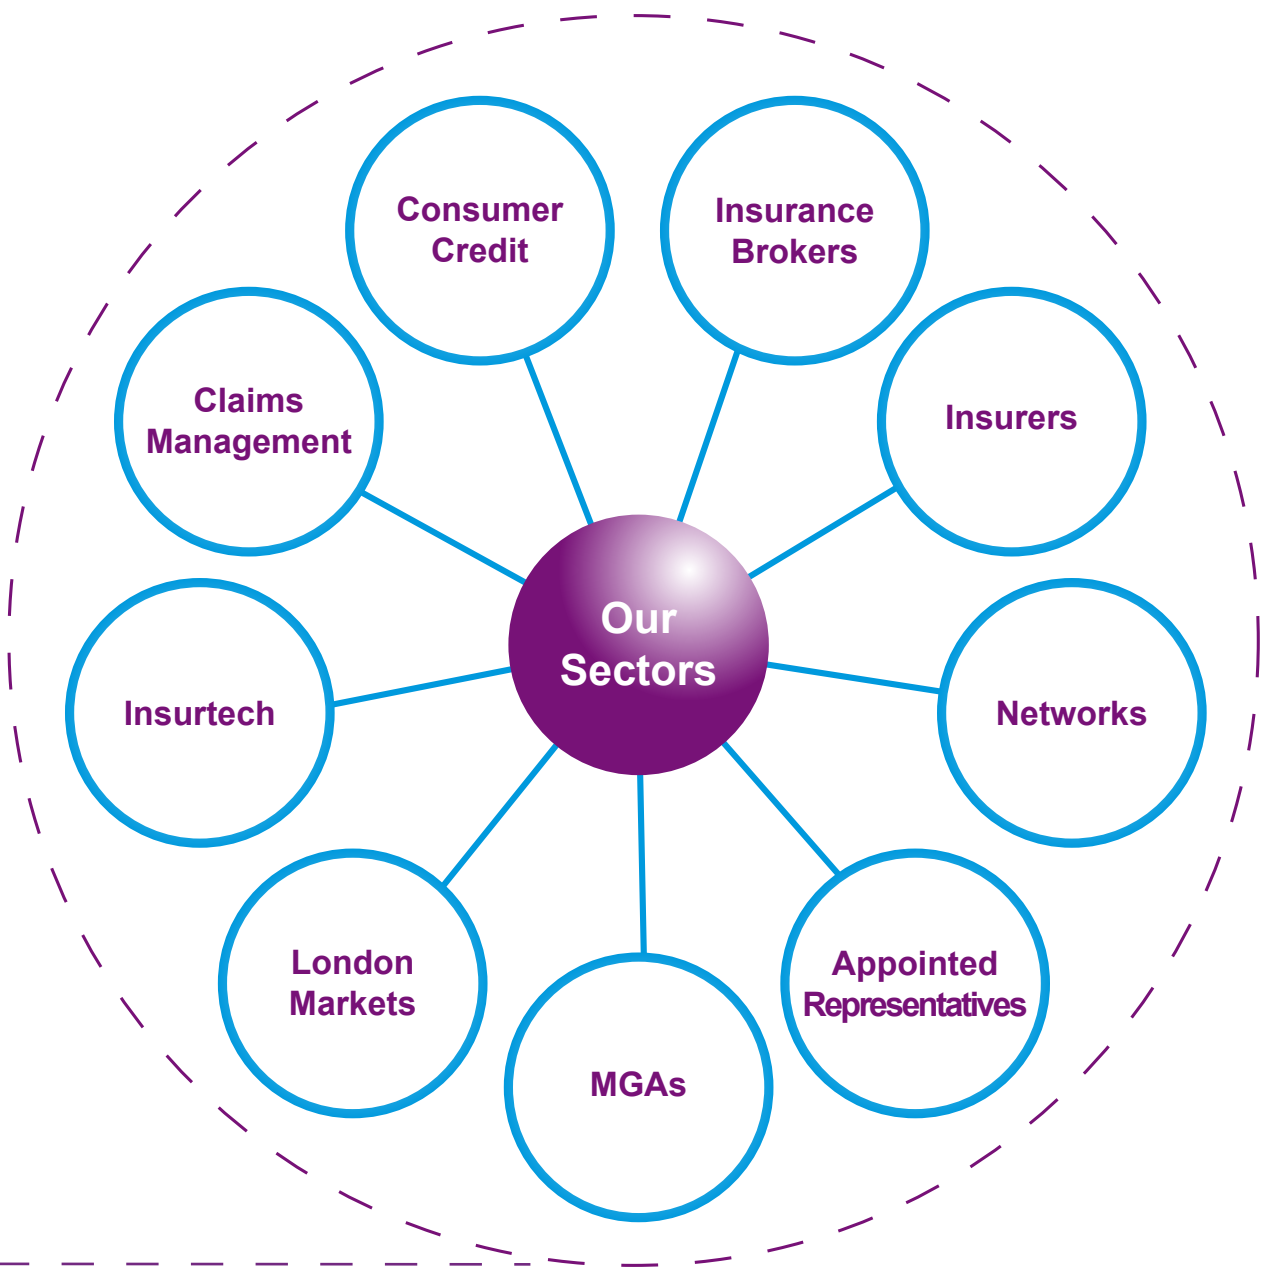 Consumer
Credit
Insurance
Brokers
Claims
Management
Insurers
Our
Sectors
Insurtech
Networks
London
Markets
Appointed
Representatives
MGAs